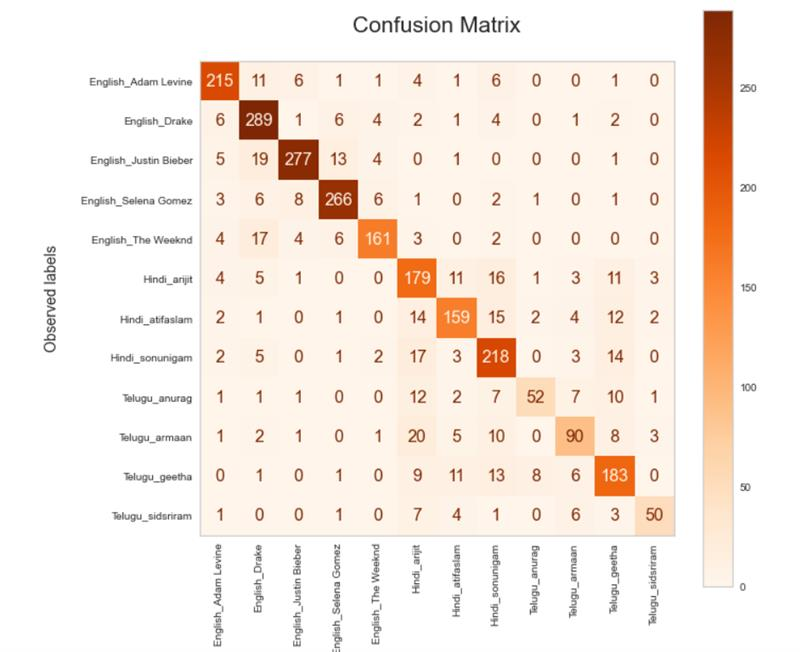 Confusion Matrix
English_Adam Levine 215 11 6 1 1 4 1 6 0 0 1 0
English_Drake 6 289 1 6 4 2 1 4 0 1 2 0
English_Justin Bieber 5 19 277 13 4 0 1 0 0 0 1 0
English_Selena Gomez 3 6 8 266 6 1 0 2 1 0 1 0
English_The Weeknd 4 17 4 6 161 3 0 2 0 0 0 0
Hindi_arijit 4 5 1 0 0 179 11 16 1 3 11 3
Hindi_atifaslam 2 1 0 1 0 14 159 15 2 4 12 2
Hindi_sonunigam 2 5 0 1 2 17 3 218 0 3 14 0
Telugu_anurag 1 1 1 0 0 12 2 7 52 7 10 1
Telugu_armaan 1 2 1 0 1 20 5 10 0 90 8 3
Telugu_geetha 0 1 0 1 0 9 11 13 8 6 183 0
Telugu_sidsriram 1 0 0 1 0 7 4 1 0 6 3 50
Observed labels
English_Adam Levine
English_Drake
English_Justin Bieber
English_Selena Gomez
English_The Weeknd
Hindi_arijit
Hindi_atifaslam
Hindi_sonunigam
Telugu_anurag
Telugu_armaan
Telugu_geetha
Telugu_sidsriram
250
200
150
100
50
0